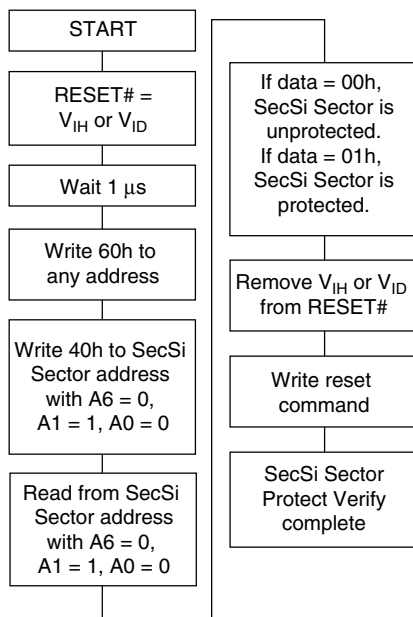 START
RESET# =
V_IH or V_ID
Wait 1 μs
Write 60h to
any address
Write 40h to SecSi
Sector address
with A6 = 0,
A1 = 1, A0 = 0
Read from SecSi
Sector address
with A6 = 0,
A1 = 1, A0 = 0
If data = 00h,
SecSi Sector is
unprotected.
If data = 01h,
SecSi Sector is
protected.
Remove V_IH or V_ID
from RESET#
Write reset
command
SecSi Sector
Protect Verify
complete